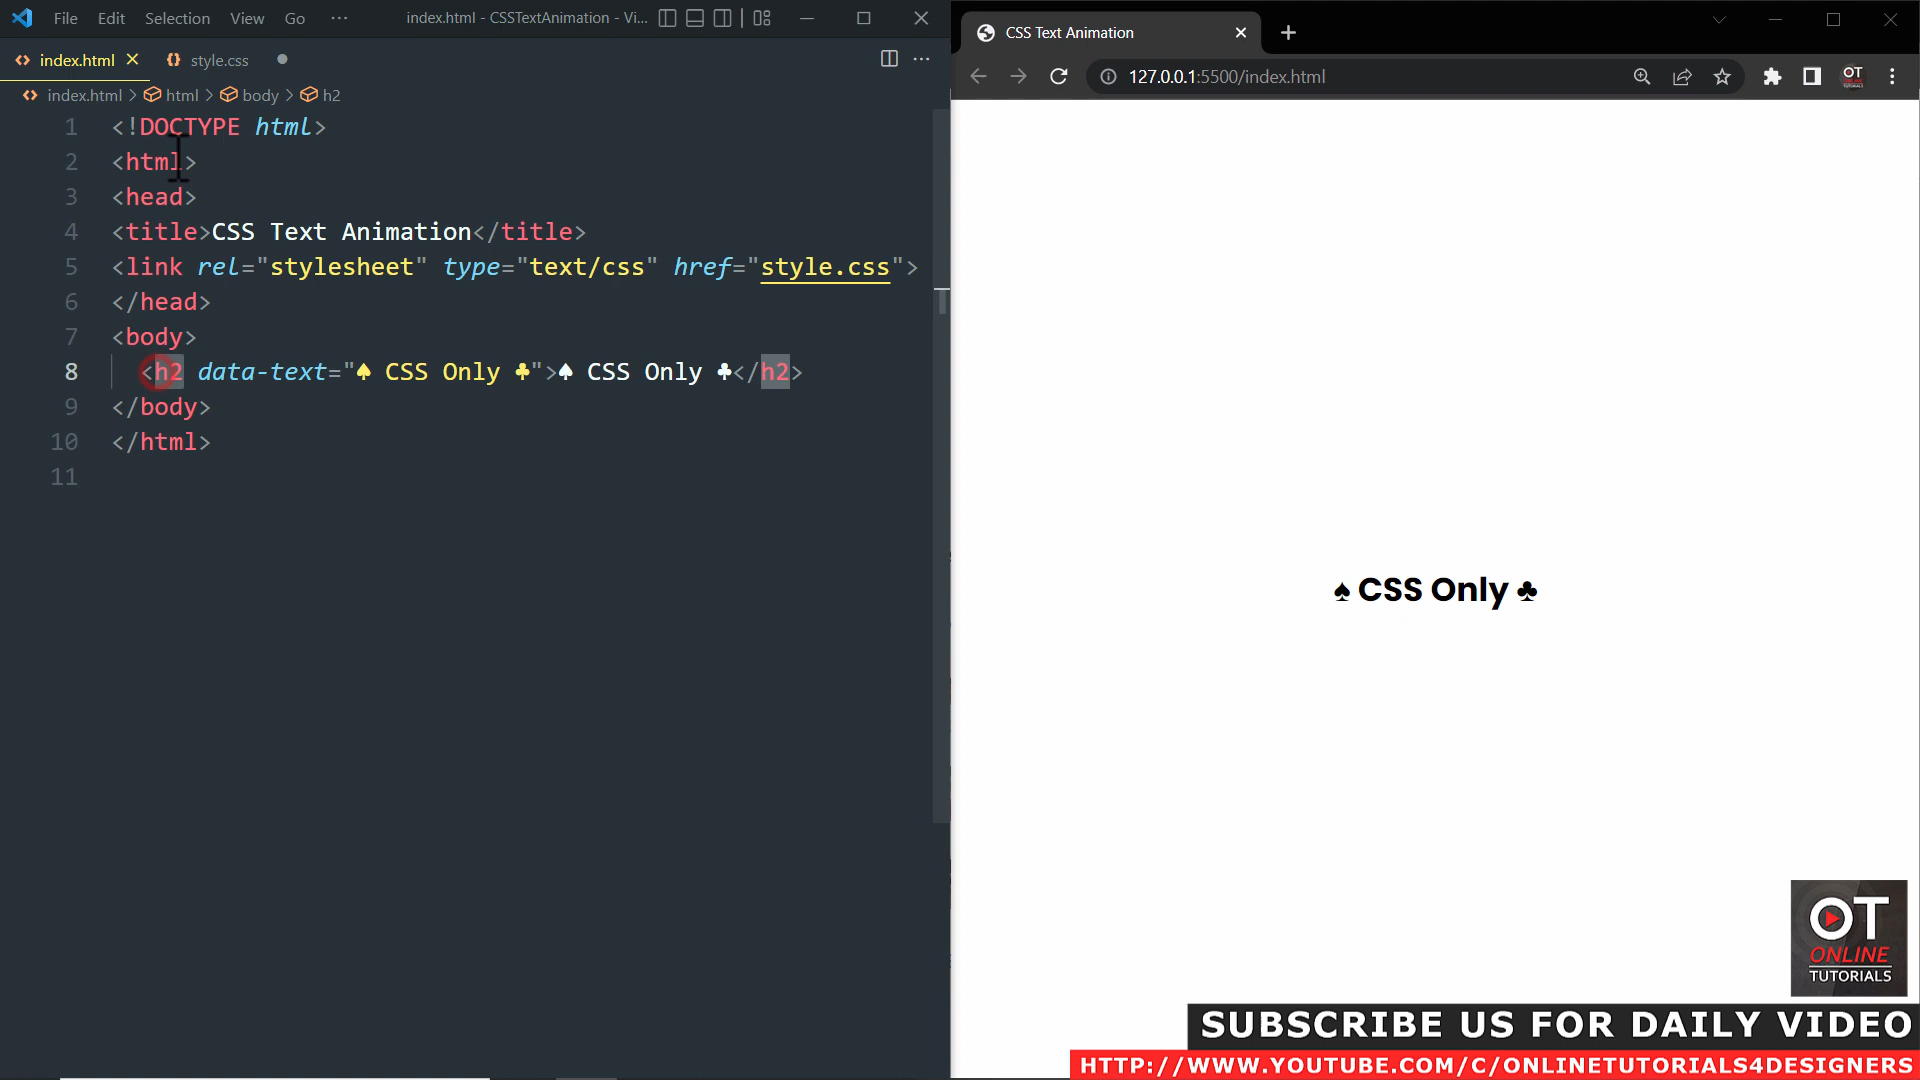 File Edit Selection View Go ··· index.html - CSSTextAnimation - Vi...
index.html style.css
index.html > html > body > h2
1 <!DOCTYPE html>
2 <html>
3 <head>
4 <title>CSS Text Animation</title>
5 <link rel="stylesheet" type="text/css" href="style.css">
6 </head>
7 <body>
8 <h2 data-text="♠ CSS Only ♣">♠ CSS Only ♣</h2>
9 </body>
10 </html>
11
CSS Text Animation
127.0.0.1:5500/index.html
♠ CSS Only ♣
OT
ONLINE
TUTORIALS
SUBSCRIBE US FOR DAILY VIDEO
HTTP://WWW.YOUTUBE.COM/C/ONLINETUTORIALS4DESIGNERS